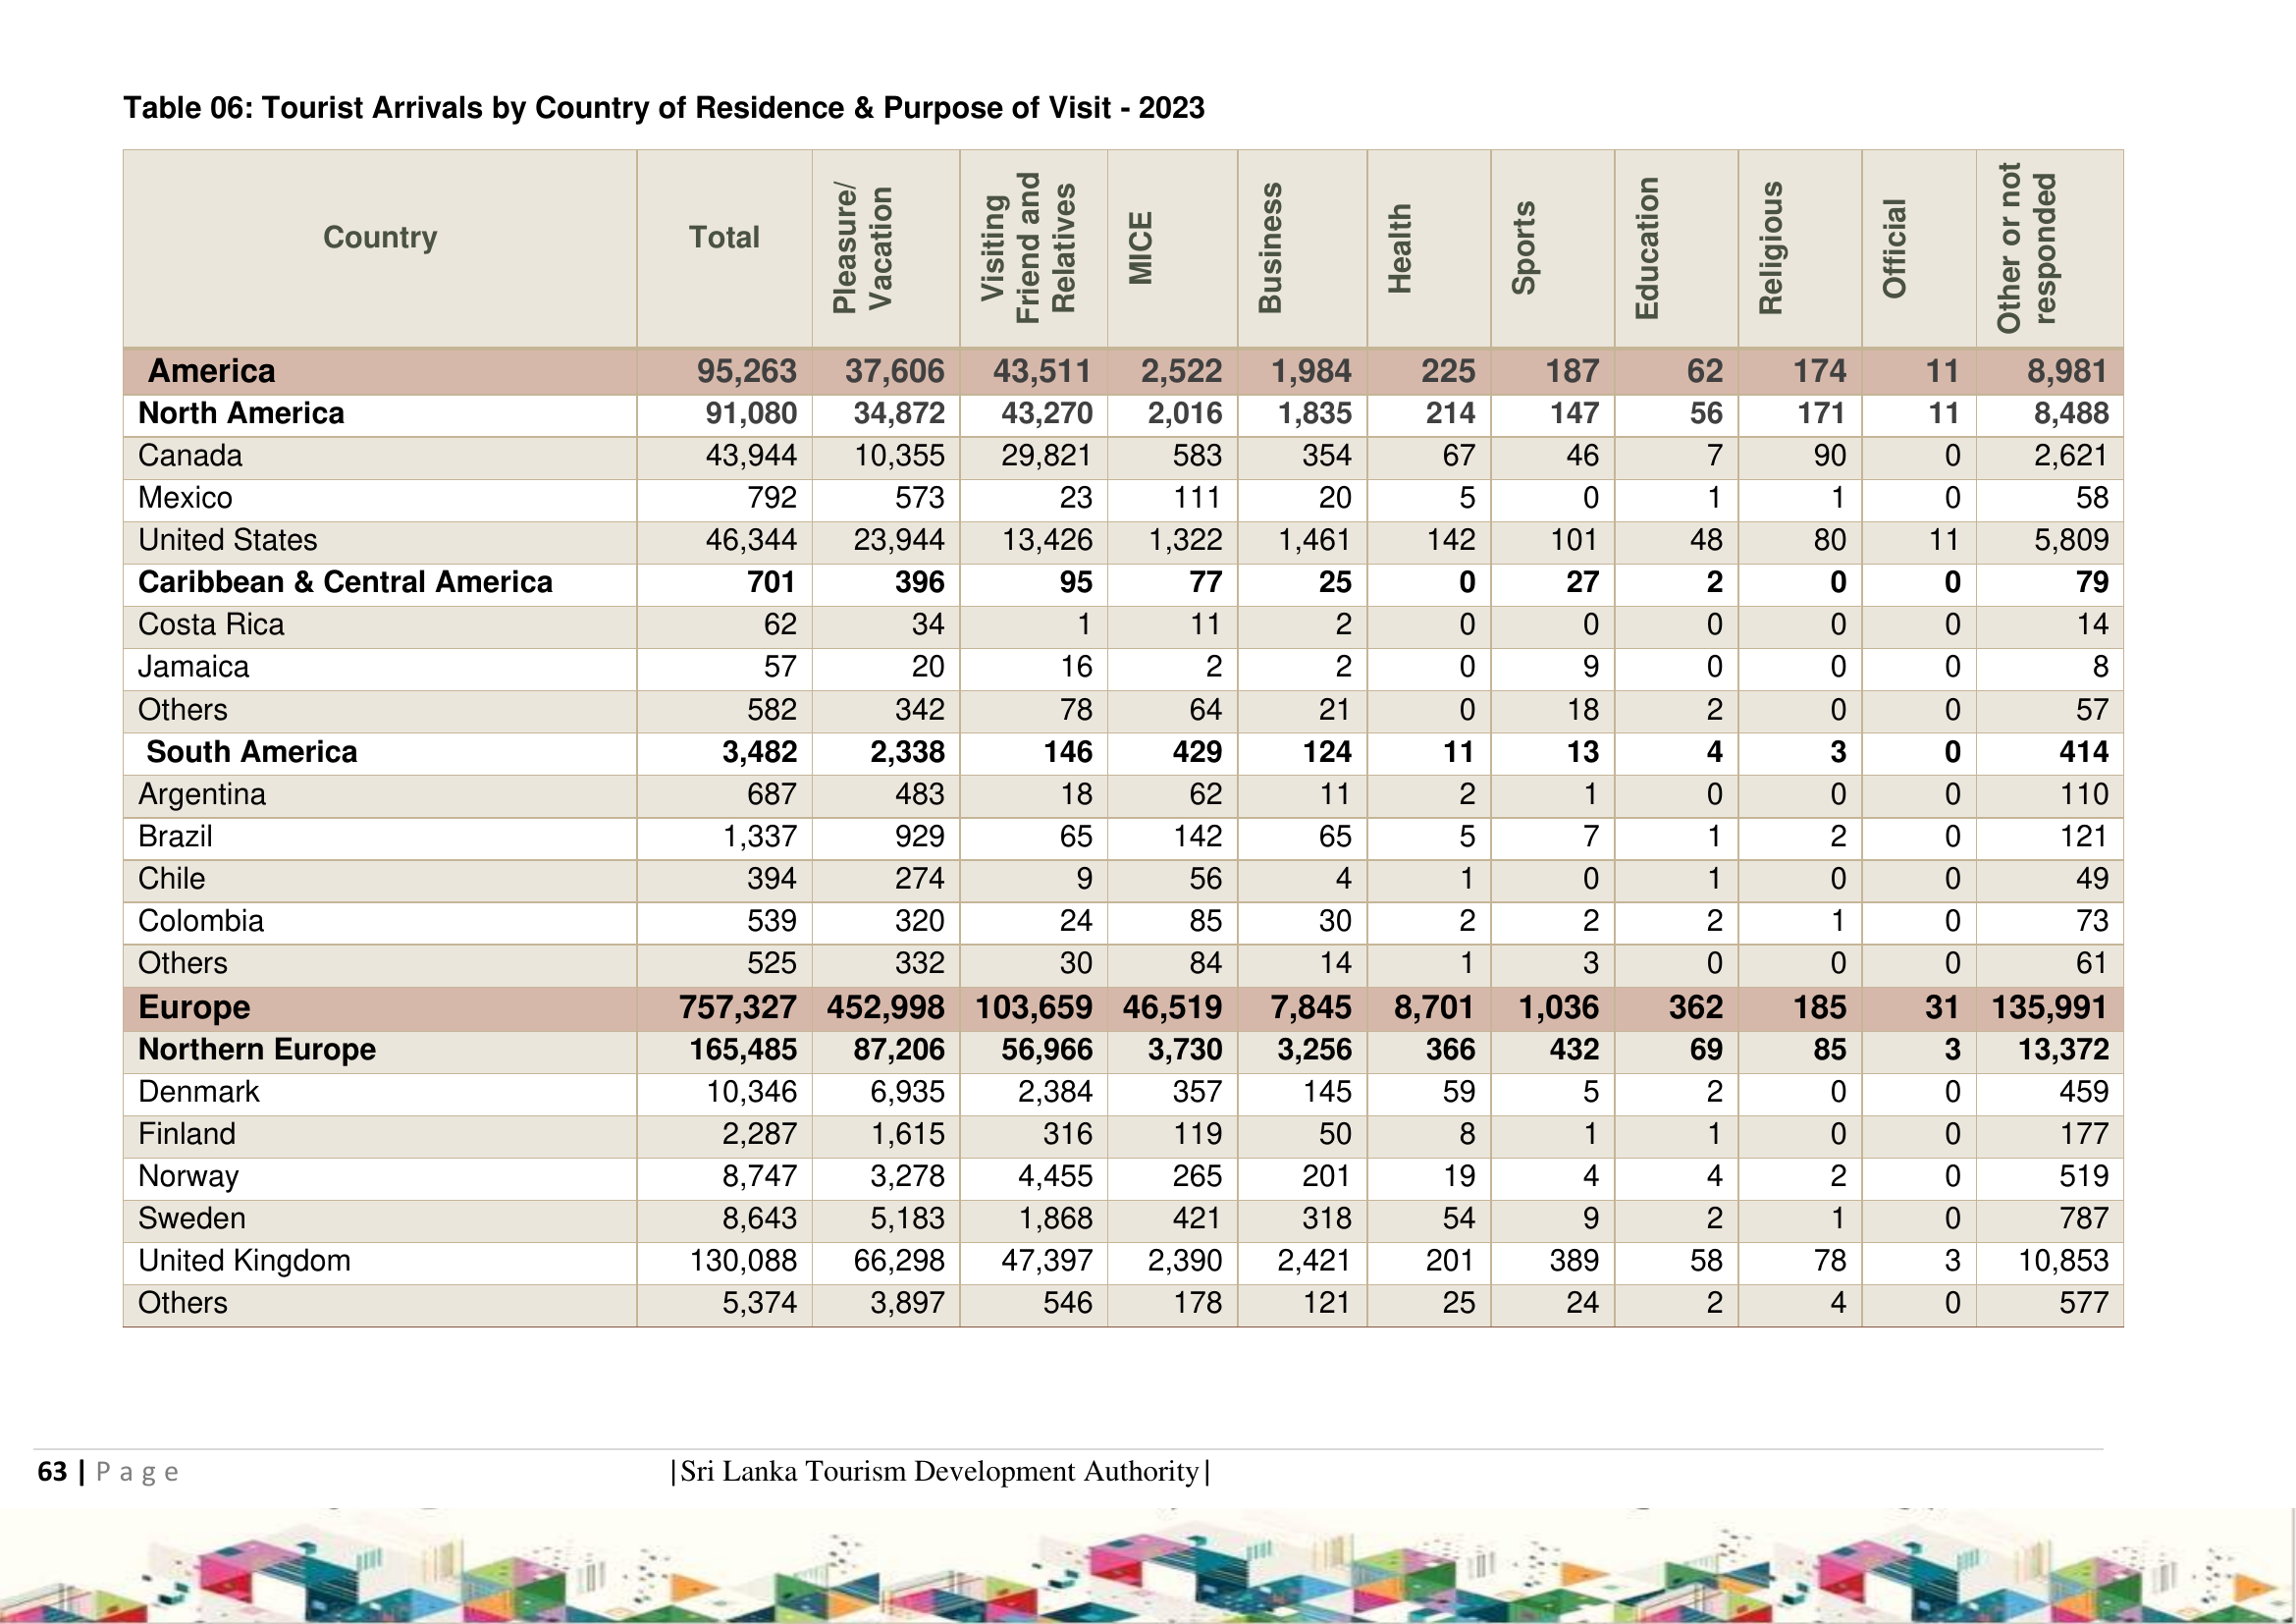 Table 06: Tourist Arrivals by Country of Residence & Purpose of Visit - 2023
Country Total Pleasure/ Vacation Visiting Friend and Relatives MICE Business Health Sports Education Religious Official Other or not responded
America 95,263 37,606 43,511 2,522 1,984 225 187 62 174 11 8,981
North America 91,080 34,872 43,270 2,016 1,835 214 147 56 171 11 8,488
Canada 43,944 10,355 29,821 583 354 67 46 7 90 0 2,621
Mexico 792 573 23 111 20 5 0 1 1 0 58
United States 46,344 23,944 13,426 1,322 1,461 142 101 48 80 11 5,809
Caribbean & Central America 701 396 95 77 25 0 27 2 0 0 79
Costa Rica 62 34 1 11 2 0 0 0 0 0 14
Jamaica 57 20 16 2 2 0 9 0 0 0 8
Others 582 342 78 64 21 0 18 2 0 0 57
South America 3,482 2,338 146 429 124 11 13 4 3 0 414
Argentina 687 483 18 62 11 2 1 0 0 0 110
Brazil 1,337 929 65 142 65 5 7 1 2 0 121
Chile 394 274 9 56 4 1 0 1 0 0 49
Colombia 539 320 24 85 30 2 2 2 1 0 73
Others 525 332 30 84 14 1 3 0 0 0 61
Europe 757,327 452,998 103,659 46,519 7,845 8,701 1,036 362 185 31 135,991
Northern Europe 165,485 87,206 56,966 3,730 3,256 366 432 69 85 3 13,372
Denmark 10,346 6,935 2,384 357 145 59 5 2 0 0 459
Finland 2,287 1,615 316 119 50 8 1 1 0 0 177
Norway 8,747 3,278 4,455 265 201 19 4 4 2 0 519
Sweden 8,643 5,183 1,868 421 318 54 9 2 1 0 787
United Kingdom 130,088 66,298 47,397 2,390 2,421 201 389 58 78 3 10,853
Others 5,374 3,897 546 178 121 25 24 2 4 0 577
63 | Page |Sri Lanka Tourism Development Authority|